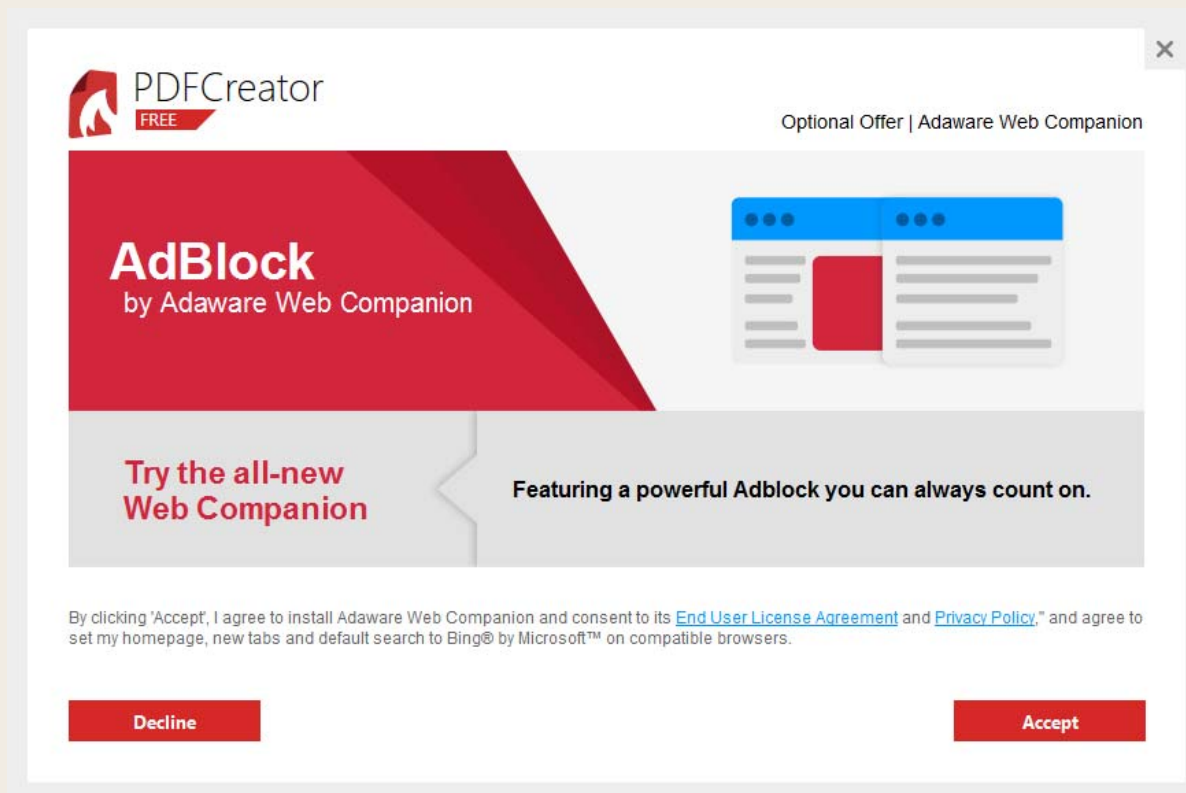 PDFCreator
FREE
Optional Offer | Adaware Web Companion
AdBlock
by Adaware Web Companion
Try the all-new
Web Companion
Featuring a powerful Adblock you can always count on.
By clicking 'Accept', I agree to install Adaware Web Companion and consent to its End User License Agreement and Privacy Policy," and agree to
set my homepage, new tabs and default search to Bing® by Microsoft™ on compatible browsers.
Decline
Accept